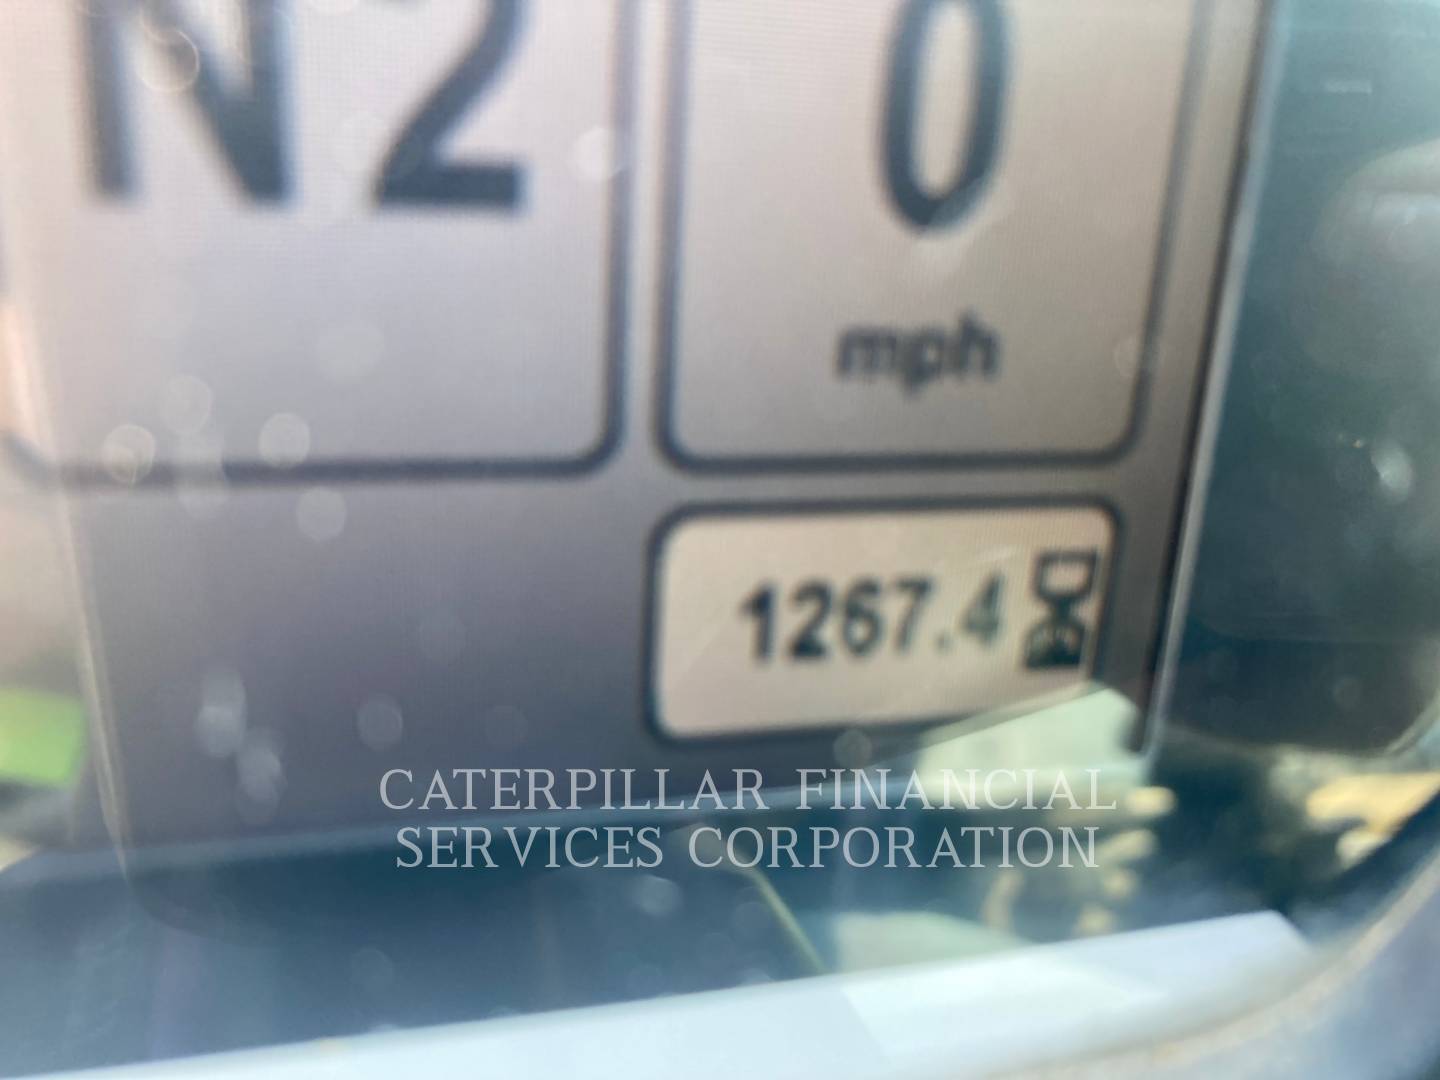 N2
0
mph
1267.4
CATERPILLAR FINANCIAL
SERVICES CORPORATION